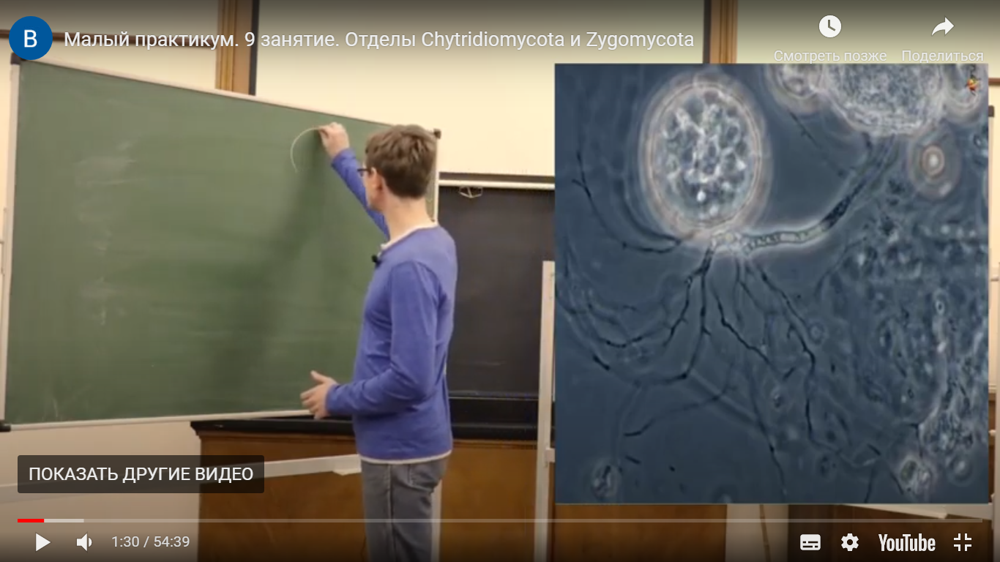 В
Малый практикум. 9 занятие. Отделы Chytridiomycota и Zygomycota
Смотреть позже
Поделиться
ПОКАЗАТЬ ДРУГИЕ ВИДЕО
1:30 / 54:39
YouTube